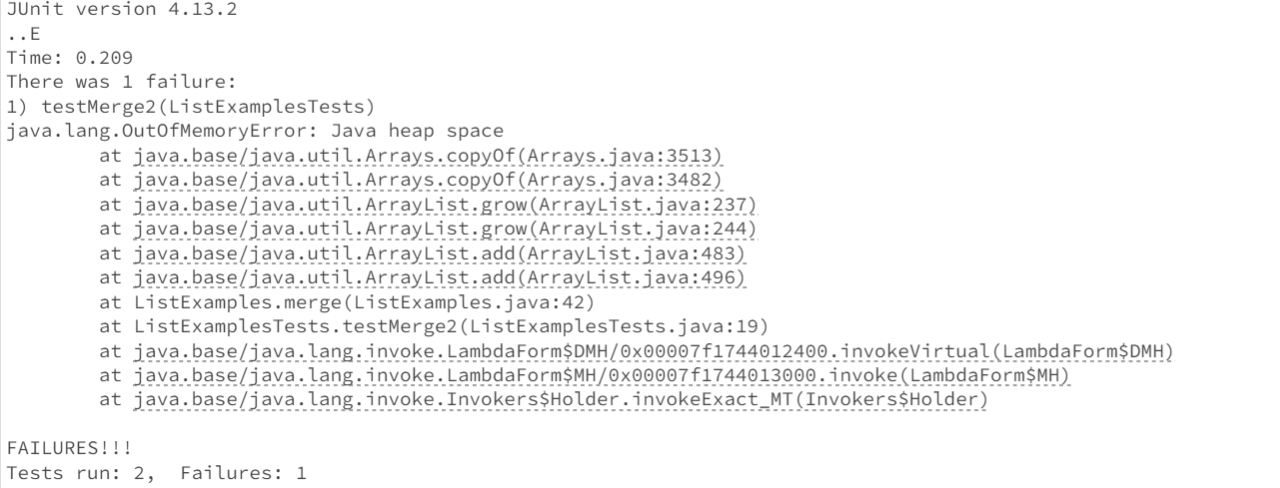 JUnit version 4.13.2
..E
Time: 0.209
There was 1 failure:
1) testMerge2(ListExamplesTests)
java.lang.OutOfMemoryError: Java heap space
        at java.base/java.util.Arrays.copyOf(Arrays.java:3513)
        at java.base/java.util.Arrays.copyOf(Arrays.java:3482)
        at java.base/java.util.ArrayList.grow(ArrayList.java:237)
        at java.base/java.util.ArrayList.grow(ArrayList.java:244)
        at java.base/java.util.ArrayList.add(ArrayList.java:483)
        at java.base/java.util.ArrayList.add(ArrayList.java:496)
        at ListExamples.merge(ListExamples.java:42)
        at ListExamplesTests.testMerge2(ListExamplesTests.java:19)
        at java.base/java.lang.invoke.LambdaForm$DMH/0x00007f1744012400.invokeVirtual(LambdaForm$DMH)
        at java.base/java.lang.invoke.LambdaForm$MH/0x00007f1744013000.invoke(LambdaForm$MH)
        at java.base/java.lang.invoke.Invokers$Holder.invokeExact_MT(Invokers$Holder)

FAILURES!!!
Tests run: 2,  Failures: 1